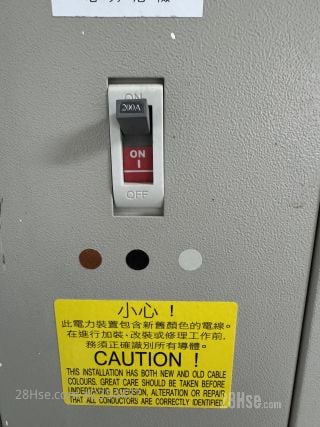 ON
200A
ON
I
OFF
小心！
此電力裝置包含新舊顏色的電線。
在進行加裝、改裝或修理工作前,
務須正確識別所有導體。
CAUTION !
THIS INSTALLATION HAS BOTH NEW AND OLD CABLE
COLOURS. GREAT CARE SHOULD BE TAKEN BEFORE
UNDERTAKING EXTENSION, ALTERATION OR REPAIR
THAT ALL CONDUCTORS ARE CORRECTLY IDENTIFIED.
28Hse.com
28Hse.com